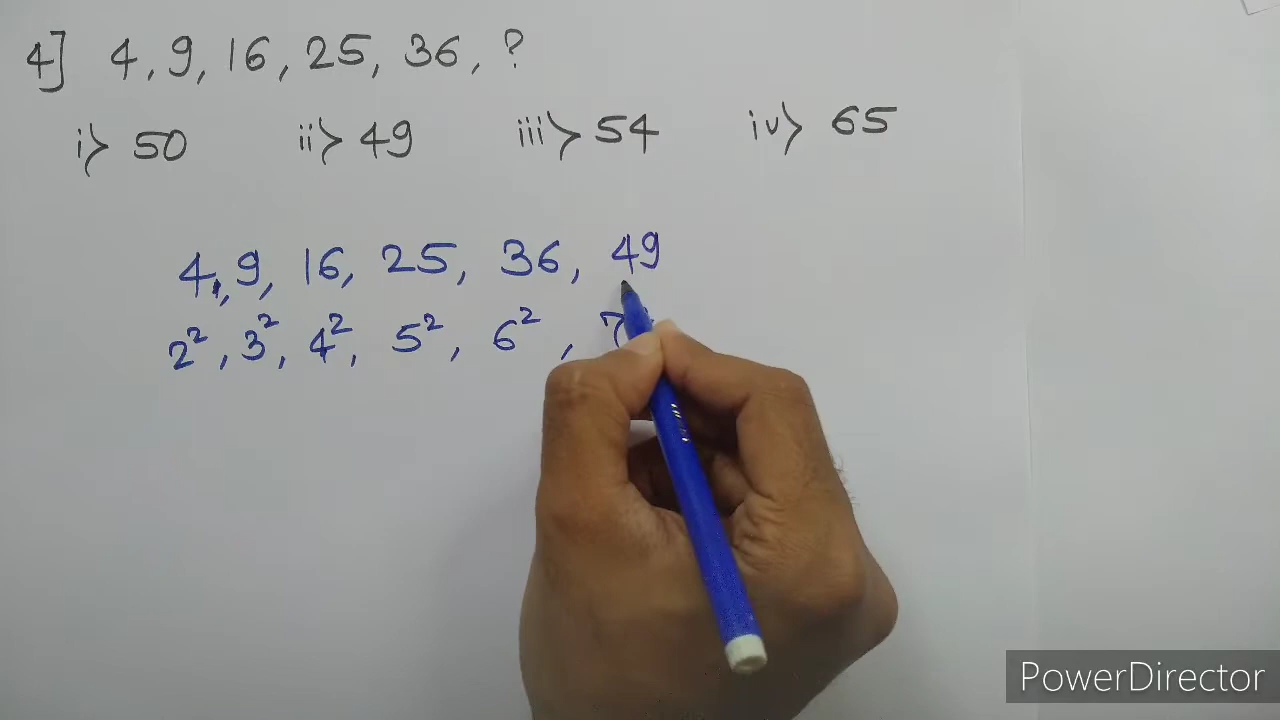 4] 4, 9, 16, 25, 36, ?
i> 50 ii> 49 iii> 54 iv> 65
4, 9, 16, 25, 36, 49
2², 3², 4², 5², 6², 7
PowerDirector